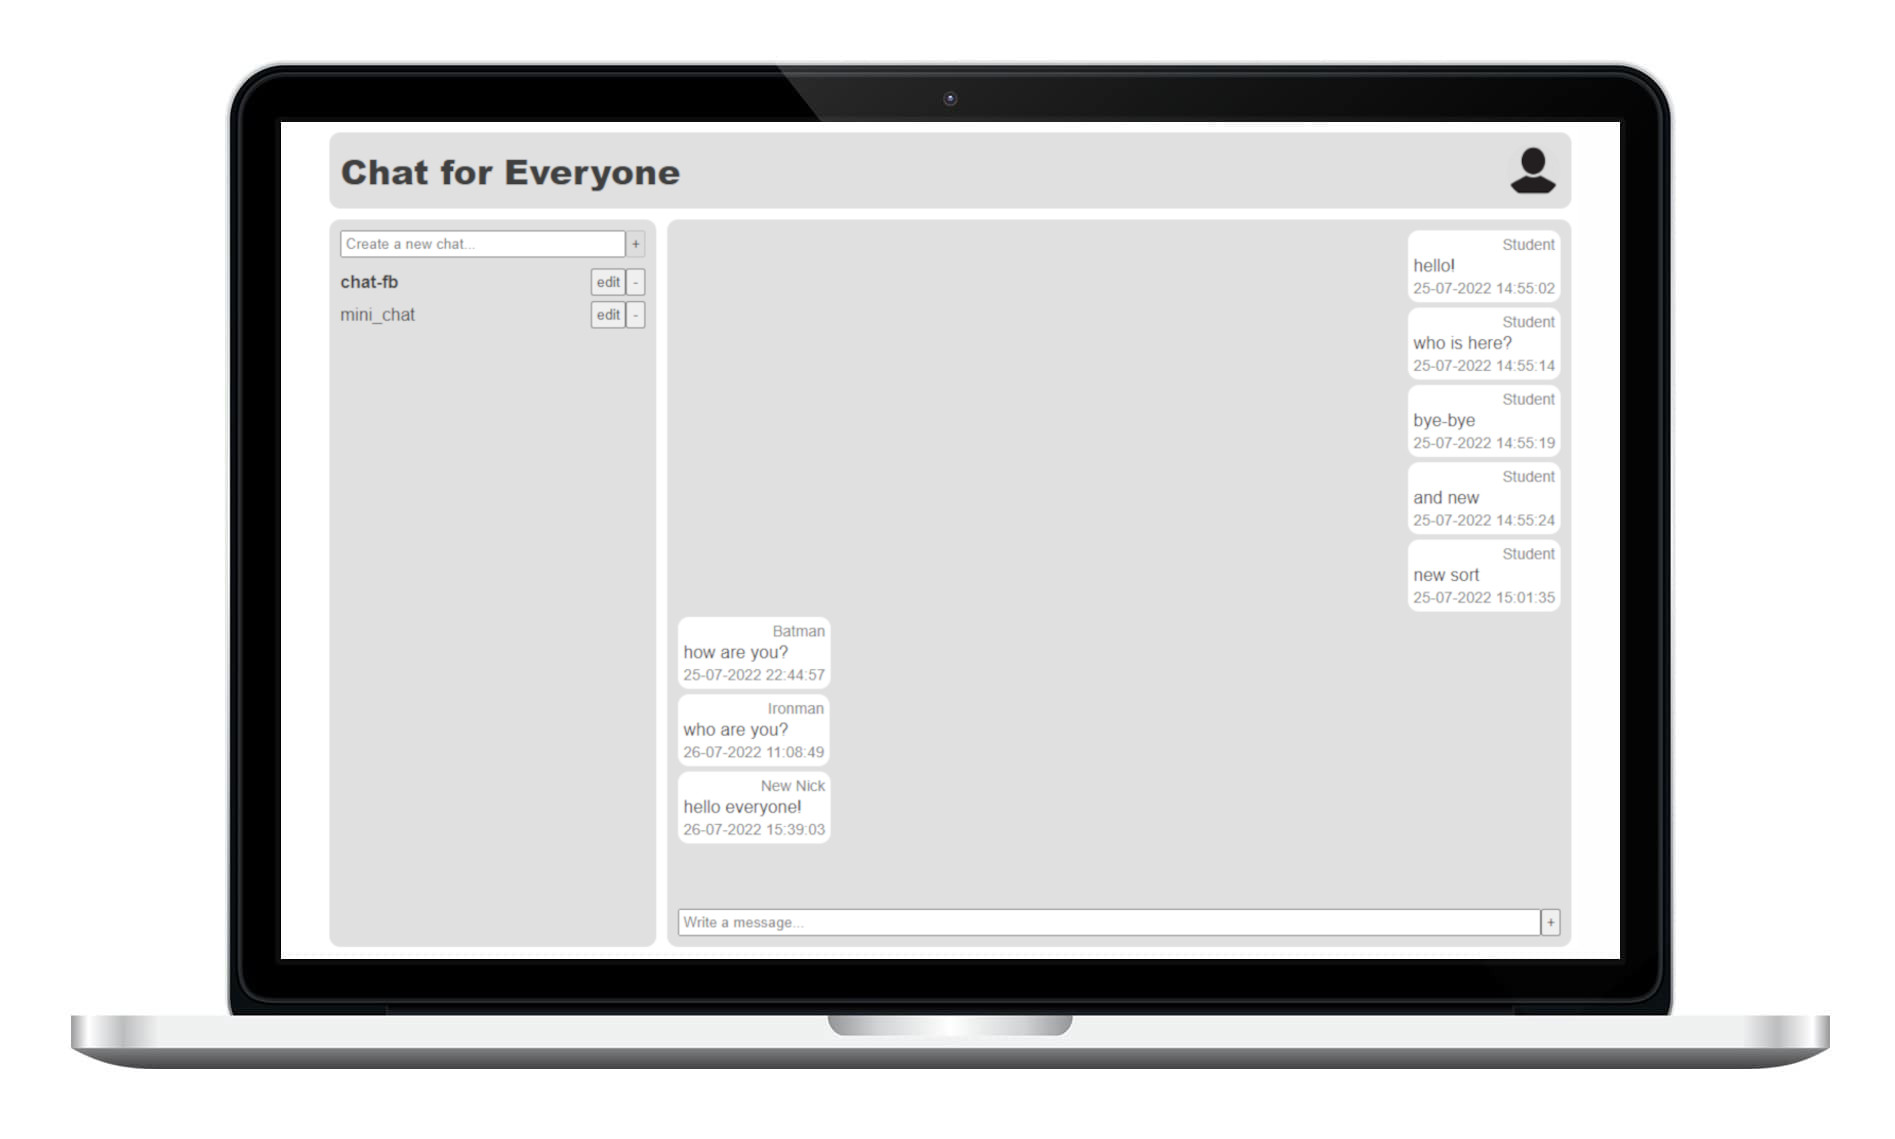 Chat for Everyone
Create a new chat...
+
chat-fb
edit
-
mini_chat
edit
-
Student
hello!
25-07-2022 14:55:02
Student
who is here?
25-07-2022 14:55:14
Student
bye-bye
25-07-2022 14:55:19
Student
and new
25-07-2022 14:55:24
Student
new sort
25-07-2022 15:01:35
Batman
how are you?
25-07-2022 22:44:57
Ironman
who are you?
26-07-2022 11:08:49
New Nick
hello everyone!
26-07-2022 15:39:03
Write a message...
+